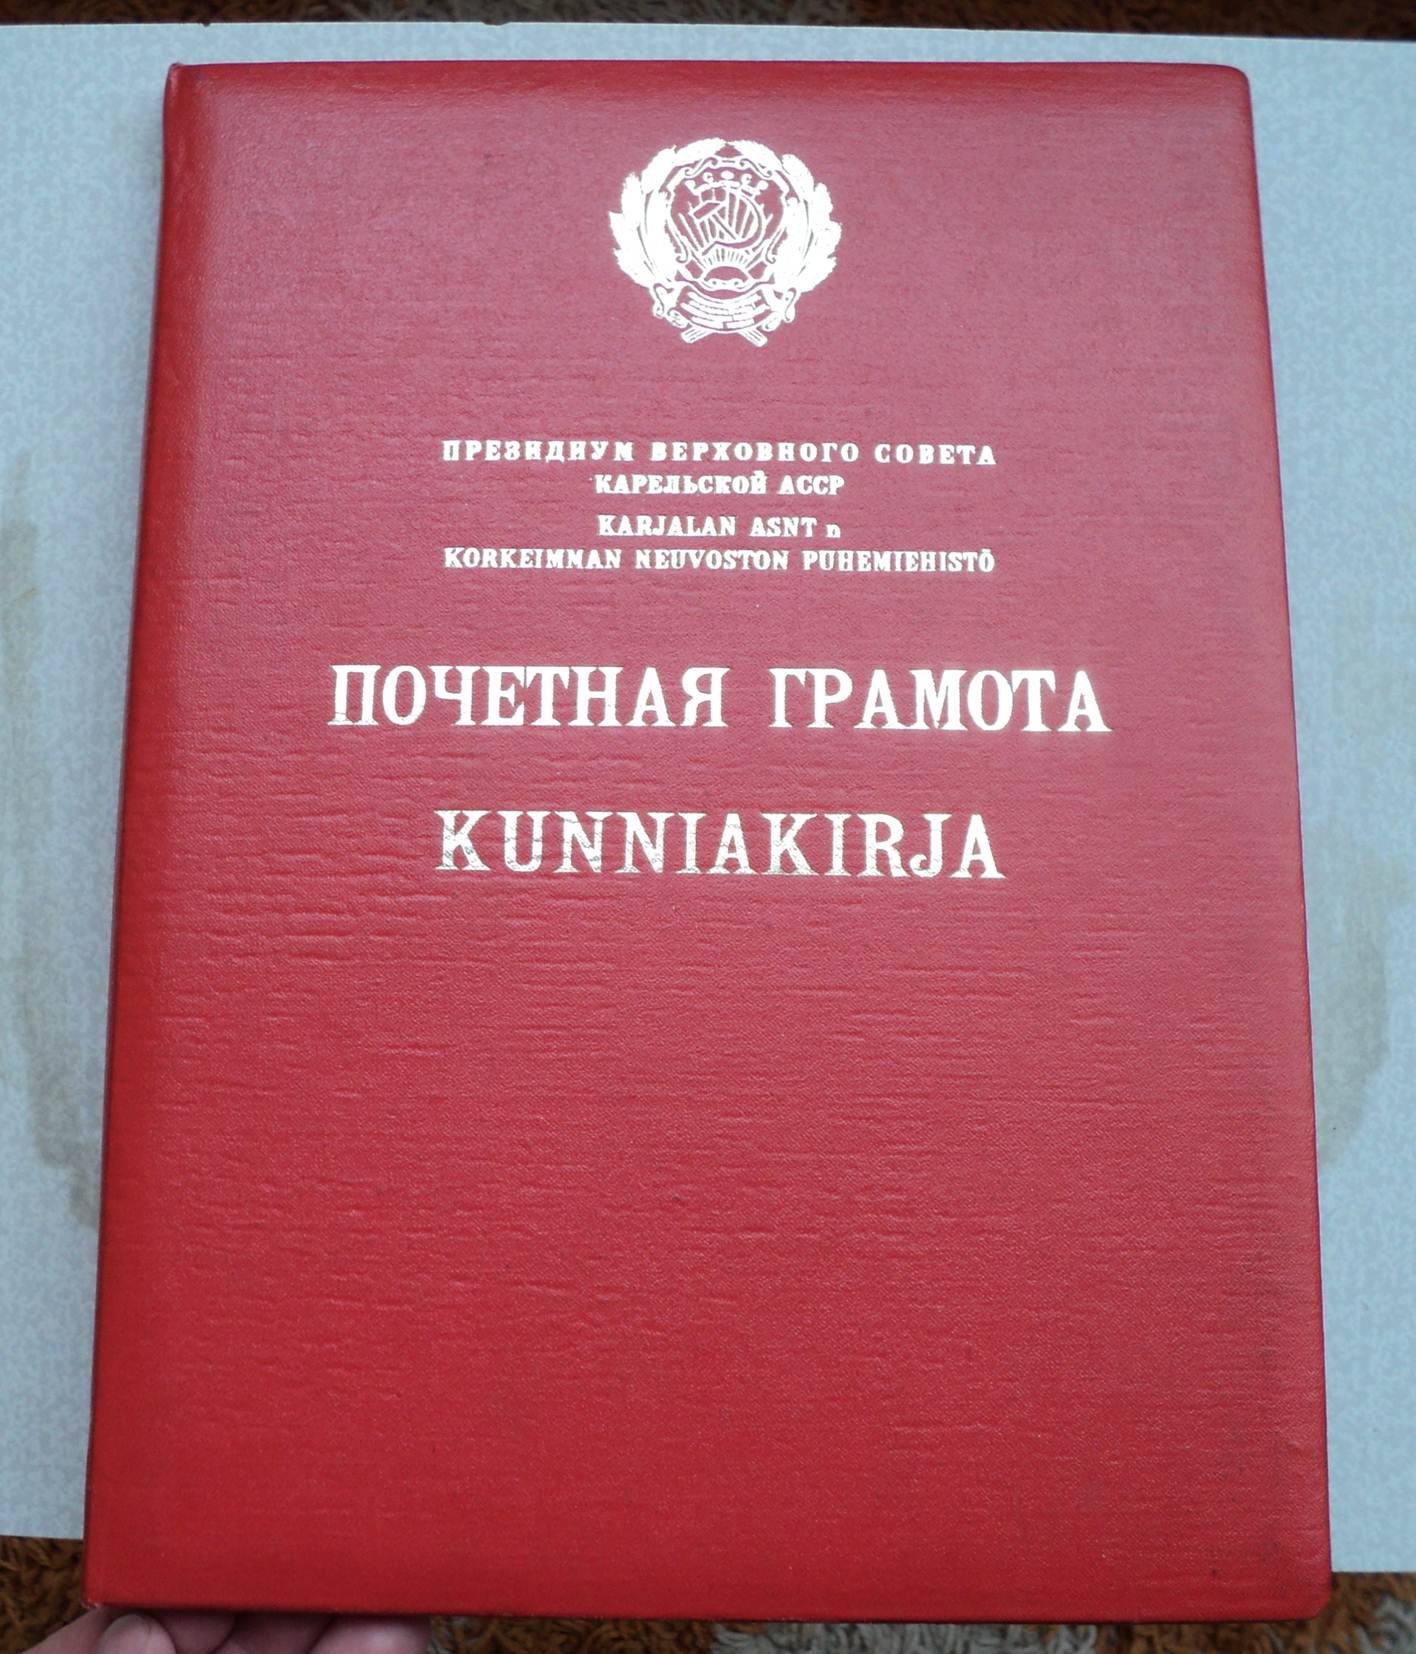 ПРЕЗИДИУМ ВЕРХОВНОГО СОВЕТА
КАРЕЛЬСКОЙ АССР
KARJALAN ASNT n
KORKEIMMAN NEUVOSTON PUHEMIEHISTÖ
ПОЧЕТНАЯ ГРАМОТА
KUNNIAKIRJA